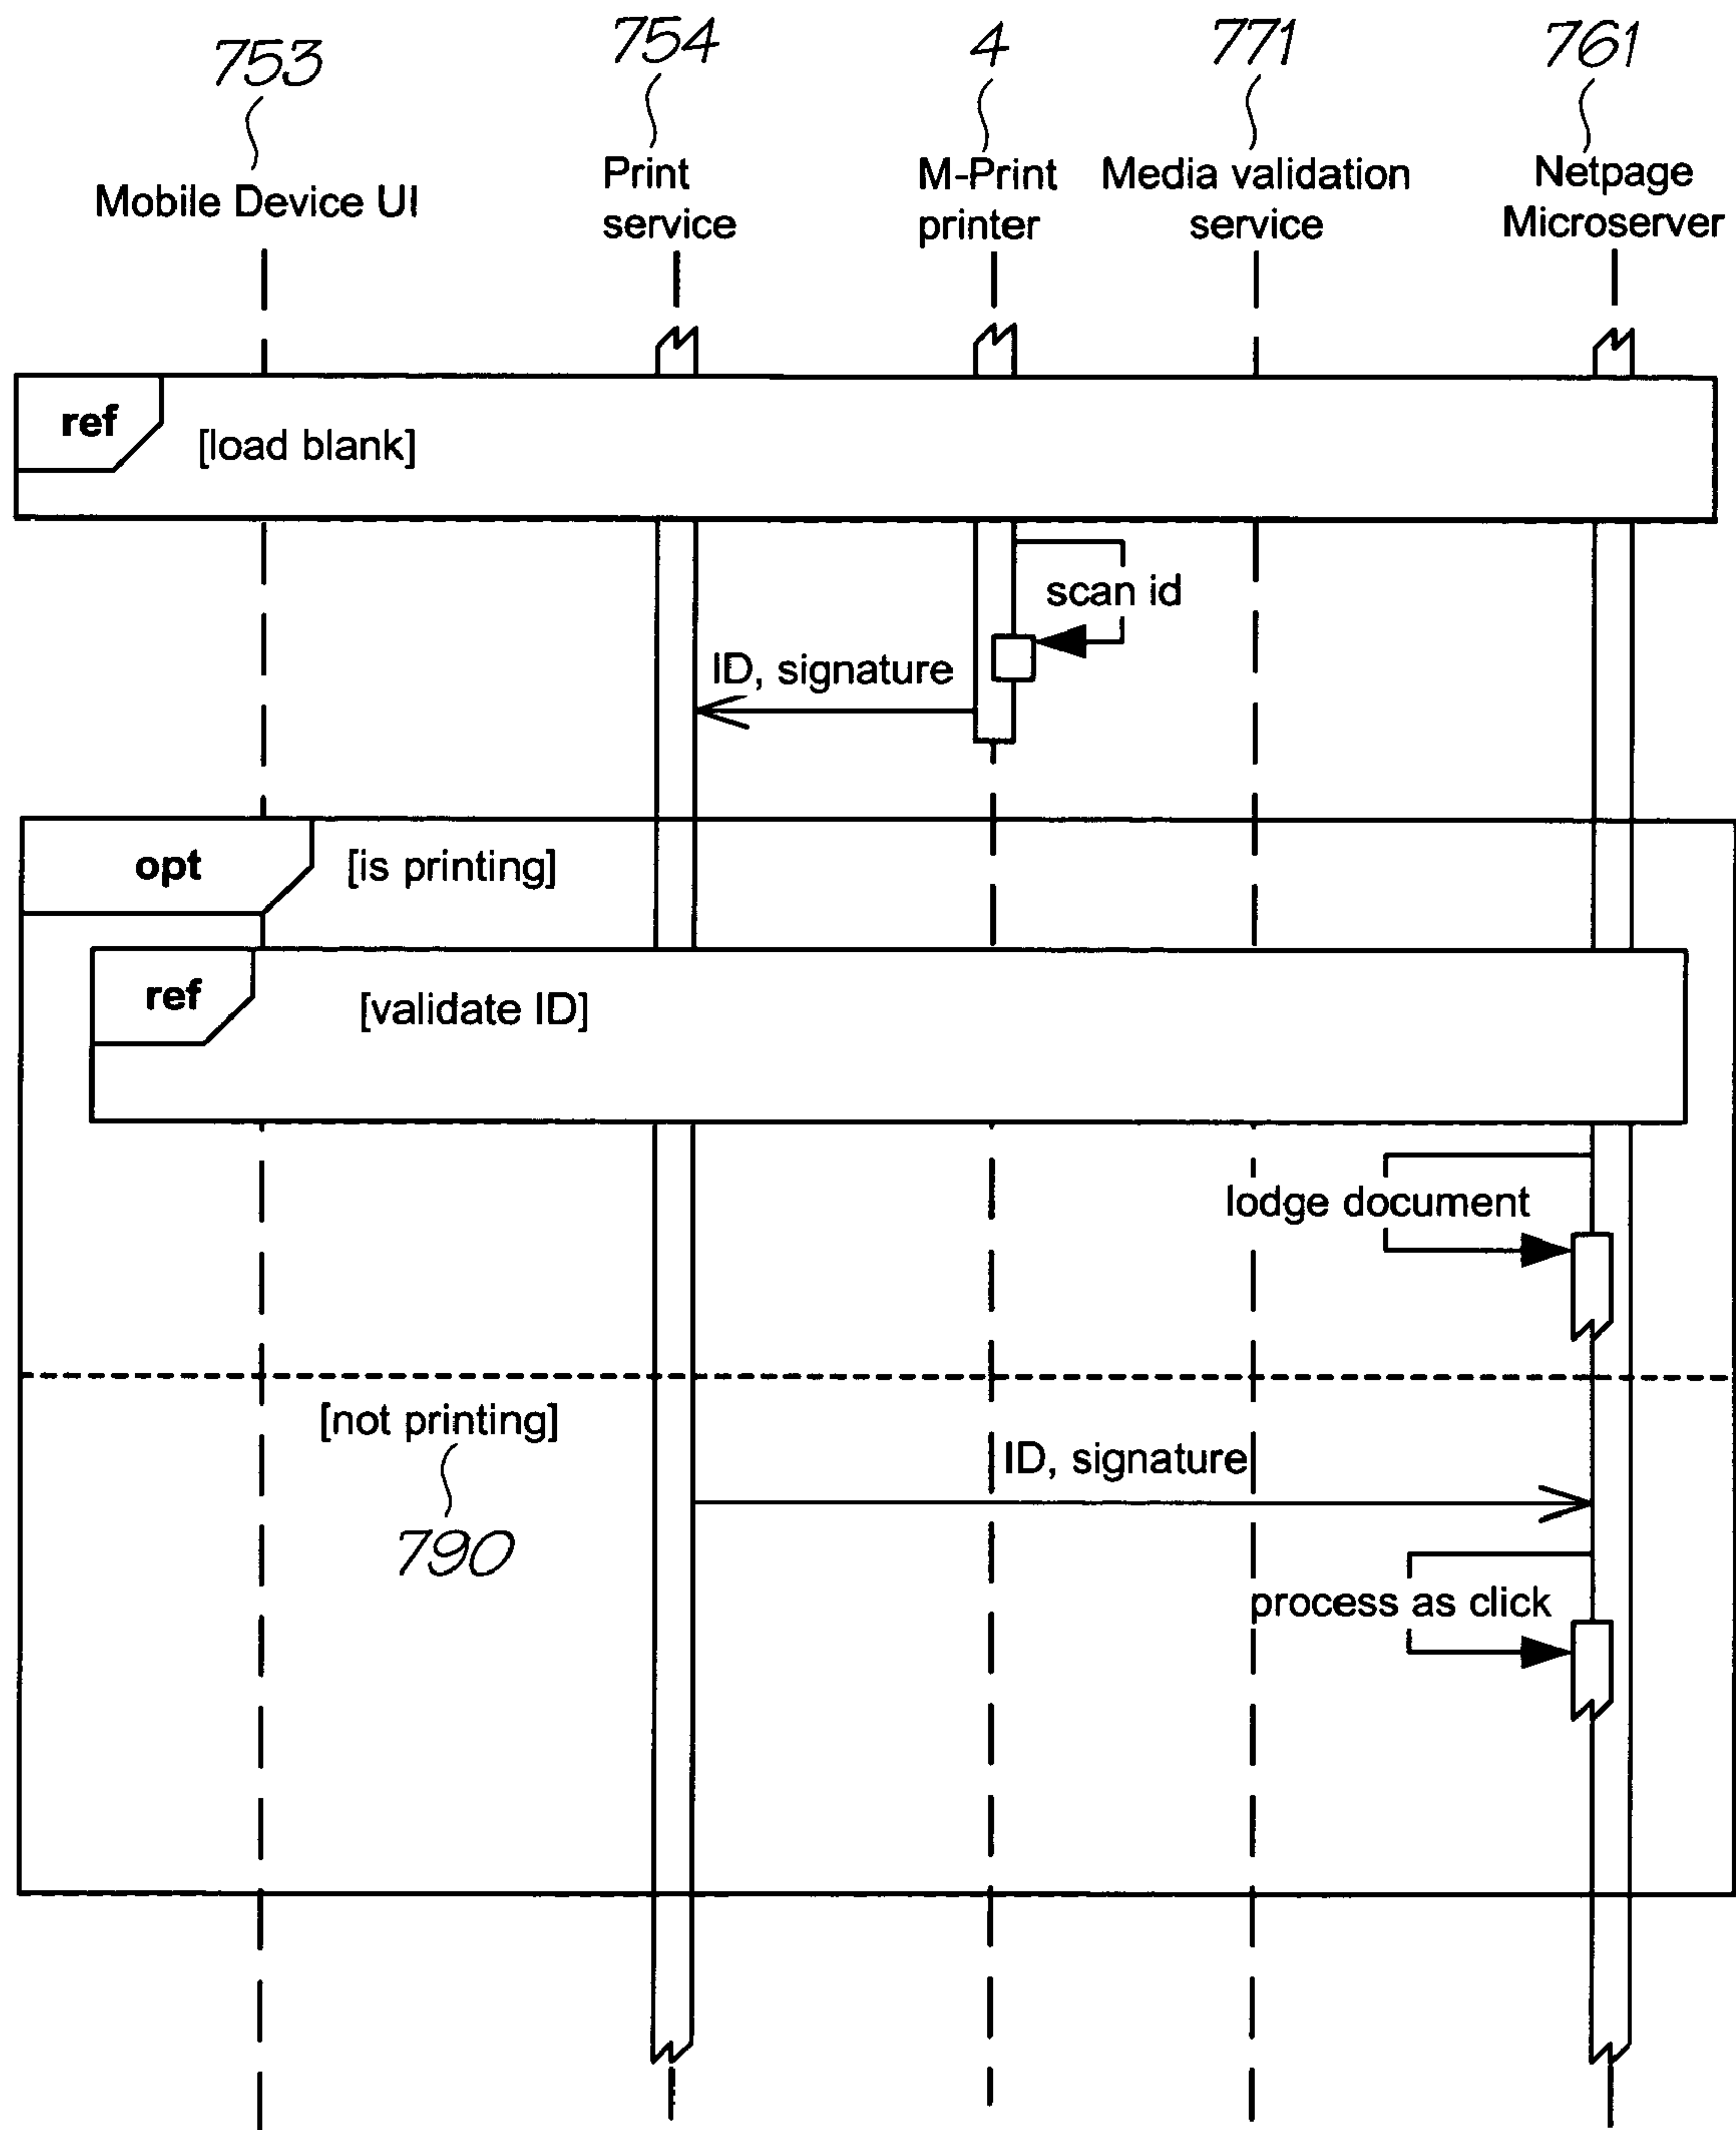 753
754
4
771
761
Mobile Device UI
Print
service
M-Print
printer
Media validation
service
Netpage
Microserver
ref
[load blank]
scan id
ID, signature
opt
[is printing]
ref
[validate ID]
lodge document
[not printing]
ID, signature
790
process as click